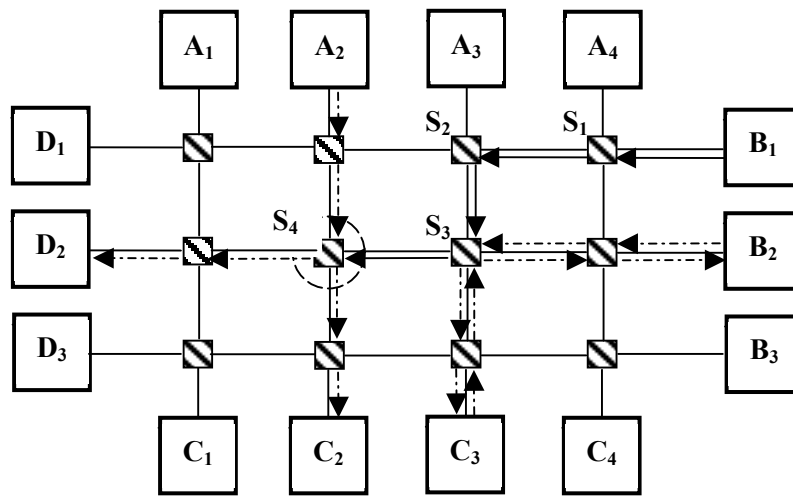 A₁ A₂ A₃ A₄
S₂ S₁
D₁ B₁
S₄ S₃
D₂ B₂
D₃ B₃
C₁ C₂ C₃ C₄